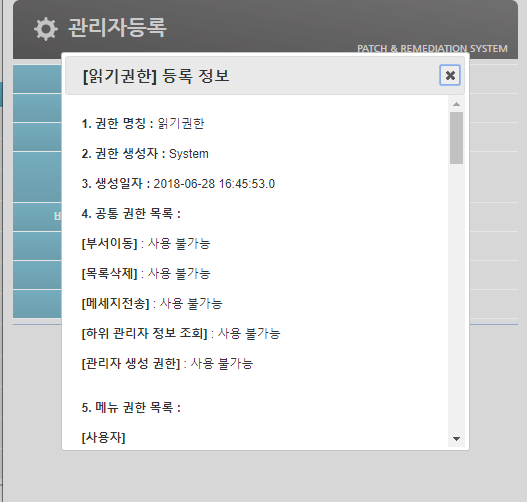 관리자등록
PATCH & REMEDIATION SYSTEM
[읽기권한] 등록 정보
1. 권한 명칭 : 읽기권한
2. 권한 생성자 : System
3. 생성일자 : 2018-06-28 16:45:53.0
4. 공통 권한 목록 :
[부서이동] : 사용 불가능
[목록삭제] : 사용 불가능
[메세지전송] : 사용 불가능
[하위 관리자 정보 조회] : 사용 불가능
[관리자 생성 권한] : 사용 불가능
5. 메뉴 권한 목록 :
[사용자]